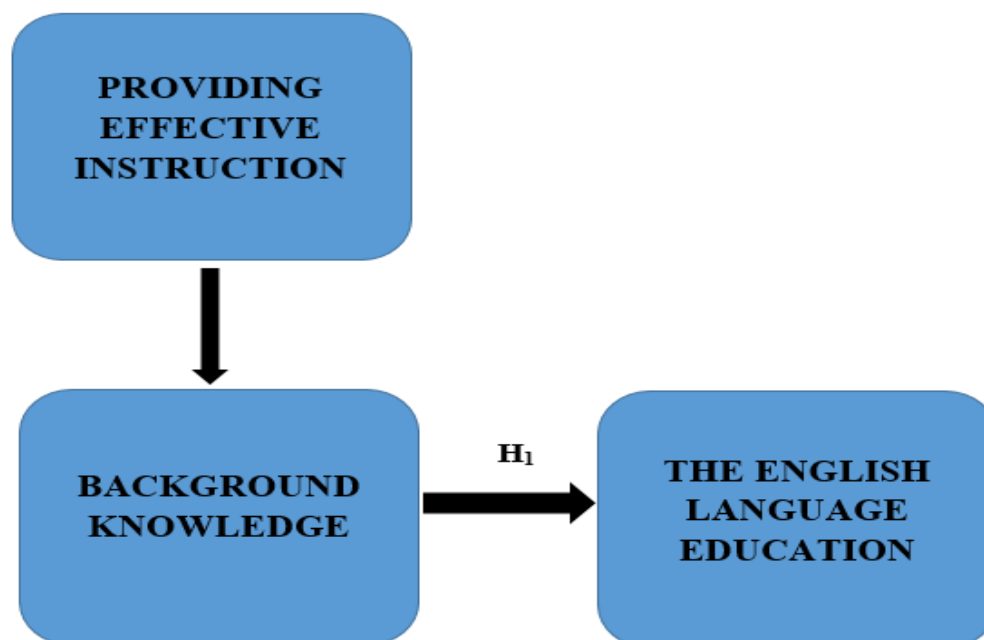 PROVIDING
EFFECTIVE
INSTRUCTION
BACKGROUND
KNOWLEDGE
H₁
THE ENGLISH
LANGUAGE
EDUCATION